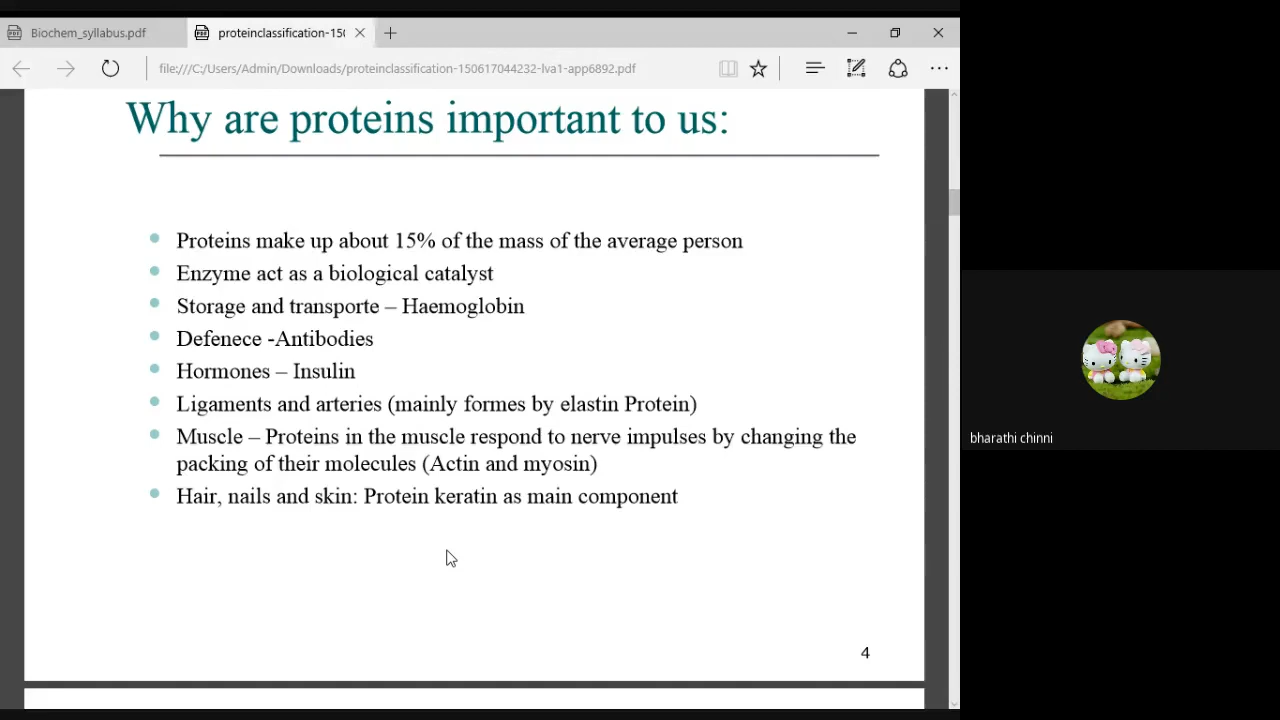 Biochem_syllabus.pdf
proteinclassification-150
file:///C:/Users/Admin/Downloads/proteinclassification-150617044232-lva1-app6892.pdf
Why are proteins important to us:
Proteins make up about 15% of the mass of the average person
Enzyme act as a biological catalyst
Storage and transporte – Haemoglobin
Defenece -Antibodies
Hormones – Insulin
Ligaments and arteries (mainly formes by elastin Protein)
Muscle – Proteins in the muscle respond to nerve impulses by changing the
packing of their molecules (Actin and myosin)
Hair, nails and skin: Protein keratin as main component
4
bharathi chinni